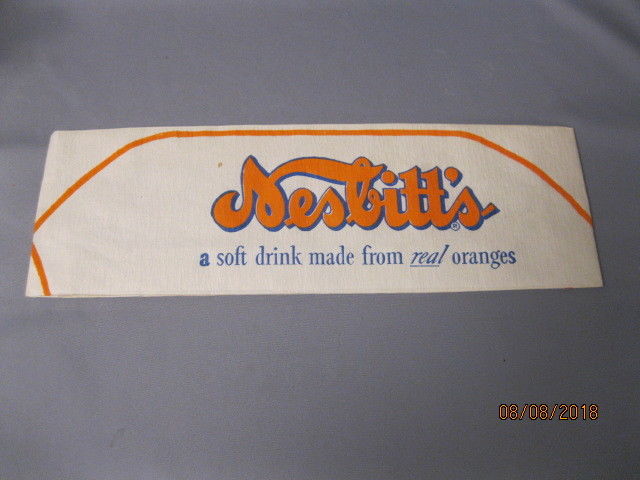 Nesbitt's®
a soft drink made from real oranges
08/08/2018